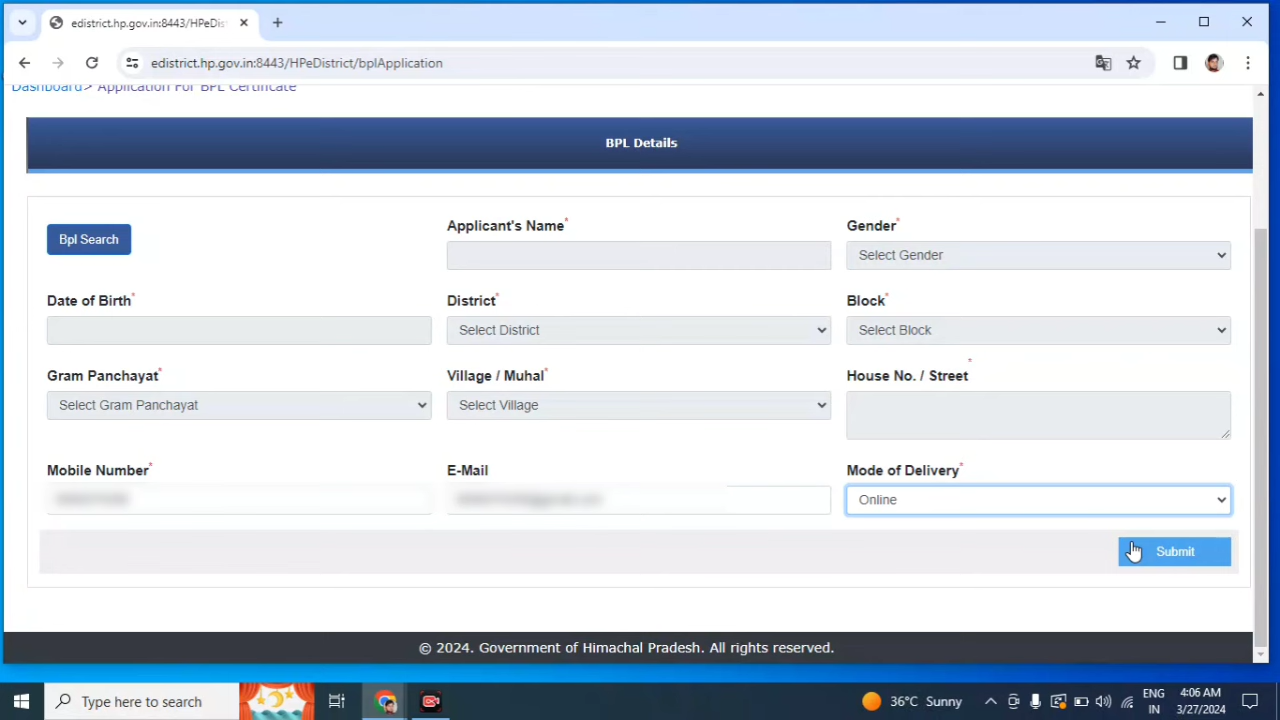 edistrict.hp.gov.in:8443/HPeDis
edistrict.hp.gov.in:8443/HPeDistrict/bplApplication
Dashboard> Application For BPL Certificate
BPL Details
Bpl Search
Applicant's Name*
Gender*
Select Gender
Date of Birth*
District*
Block*
Select District
Select Block
Gram Panchayat*
Village / Muhal*
House No. / Street*
Select Gram Panchayat
Select Village
Mobile Number*
E-Mail
Mode of Delivery*
Online
Submit
© 2024. Government of Himachal Pradesh. All rights reserved.
Type here to search
36°C Sunny
ENG
IN
4:06 AM
3/27/2024